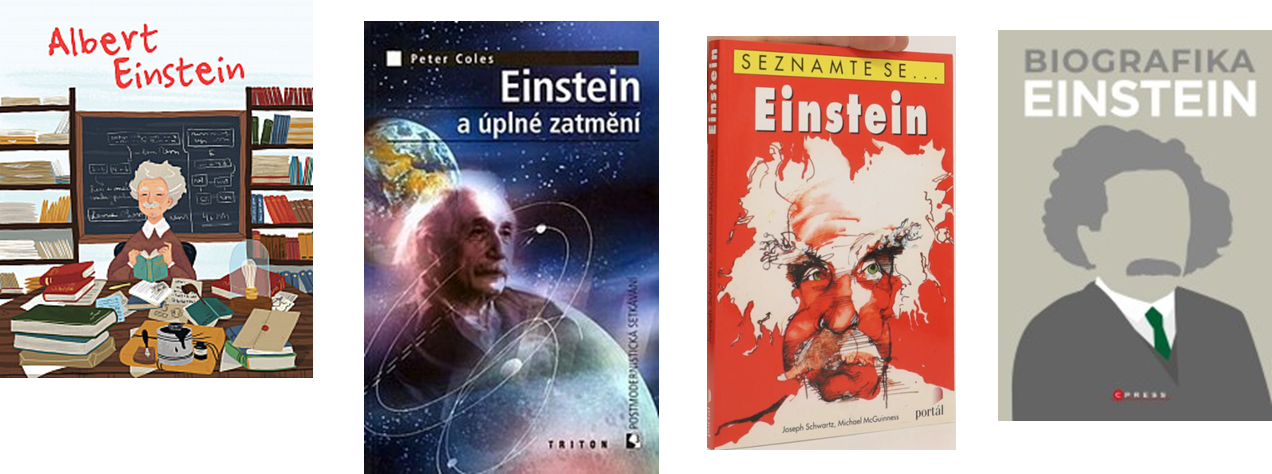 Albert
Einstein
Peter Coles
Einstein
a úplné zatmění
POSTMODERNISTICKÁ SETKÁVÁNÍ
TRITON
Einstein
SEZNAMTE SE...
Einstein
Joseph Schwartz, Michael McGuinness
portál
BIOGRAFIKA
EINSTEIN
CPRESS